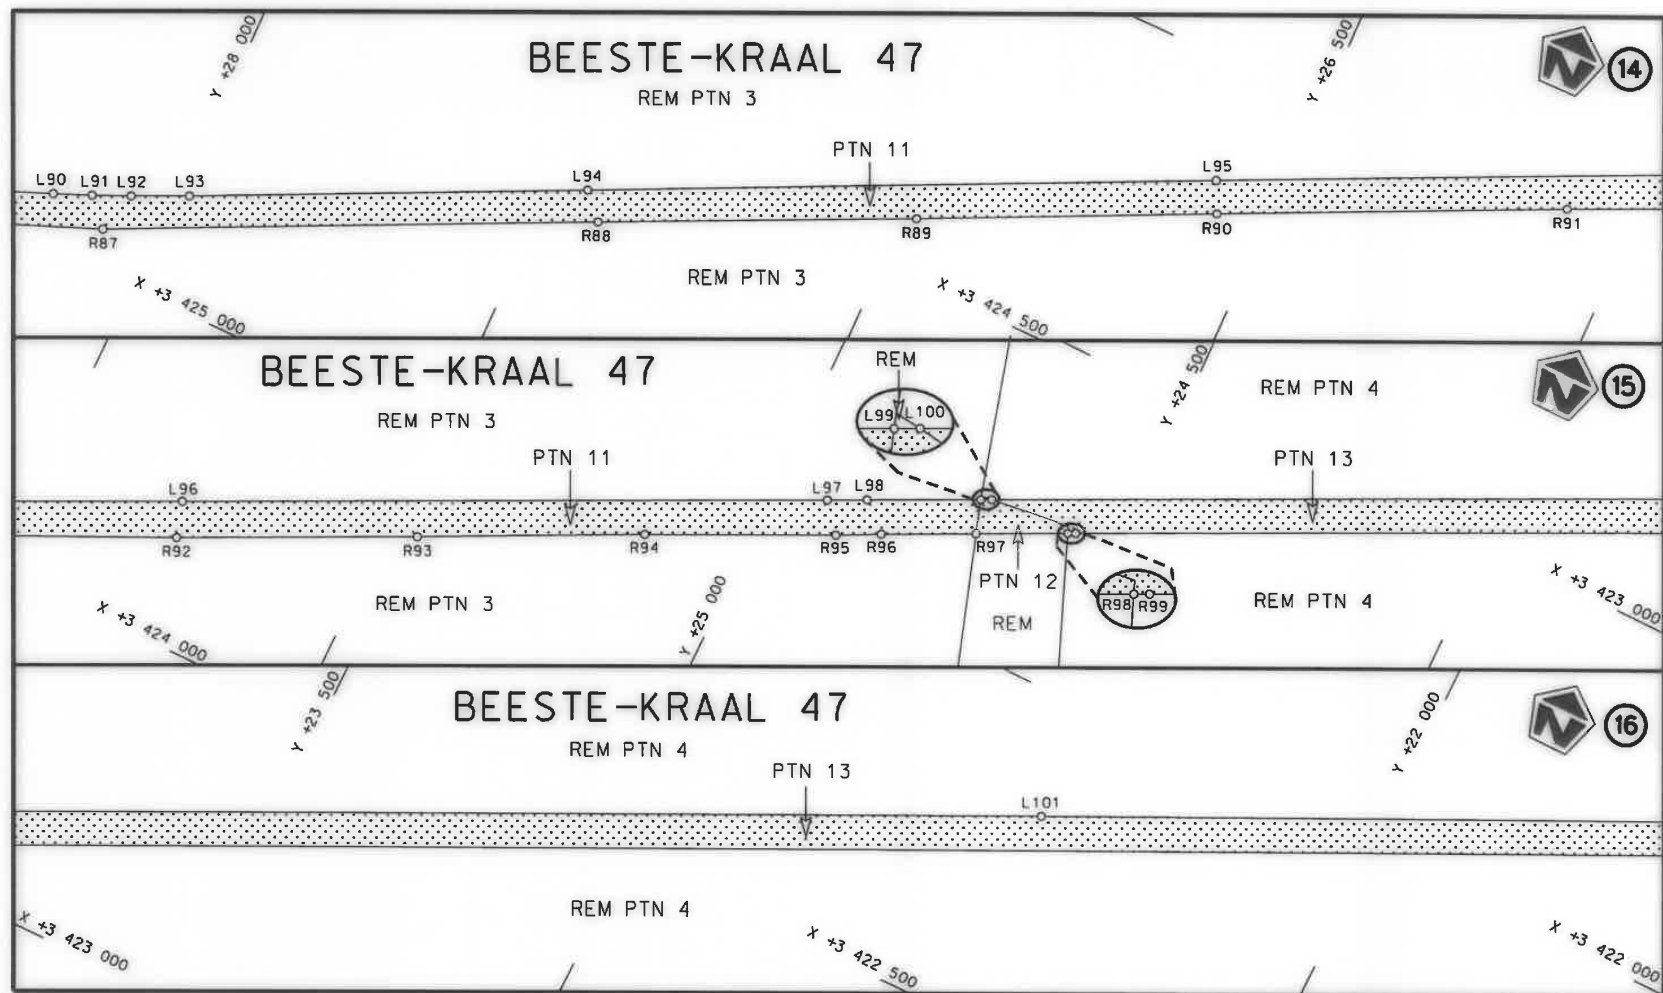 Y +28 000
BEESTE-KRAAL 47
REM PTN 3
Y +26 500
N
14
PTN 11
L90 L91 L92 L93 L94 L95
R87 R88 R89 R90 R91
REM PTN 3
X +3 425 000
X +3 424 500
BEESTE-KRAAL 47
REM PTN 3
REM
L99 L100
Y +24 500
REM PTN 4
N
15
PTN 11
PTN 13
L96 L97 L98
R92 R93 R94 R95 R96 R97
PTN 12
REM PTN 3
REM
R98 R99
REM PTN 4
X +3 424 000
Y +25 000
X +3 423 000
Y +23 500
BEESTE-KRAAL 47
REM PTN 4
Y +22 000
N
16
PTN 13
L101
REM PTN 4
X +3 423 000
X +3 422 500
X +3 422 000